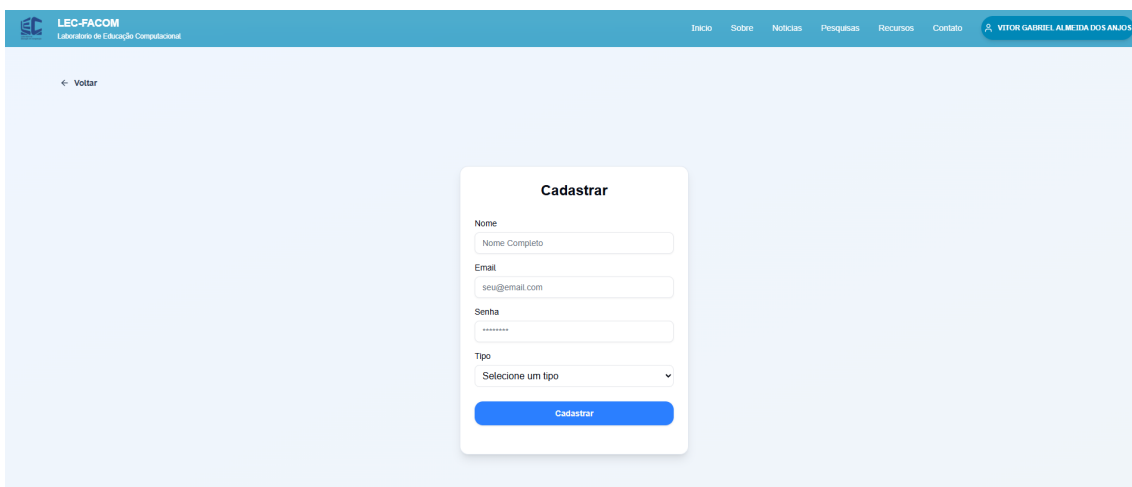 LEC-FACOM
Laboratorio de Educação Computacional
Inicio Sobre Noticias Pesquisas Recursos Contato VITOR GABRIEL ALMEIDA DOS ANJOS
← Voltar
Cadastrar
Nome
Nome Completo
Email
seu@email.com
Senha
********
Tipo
Selecione um tipo
Cadastrar